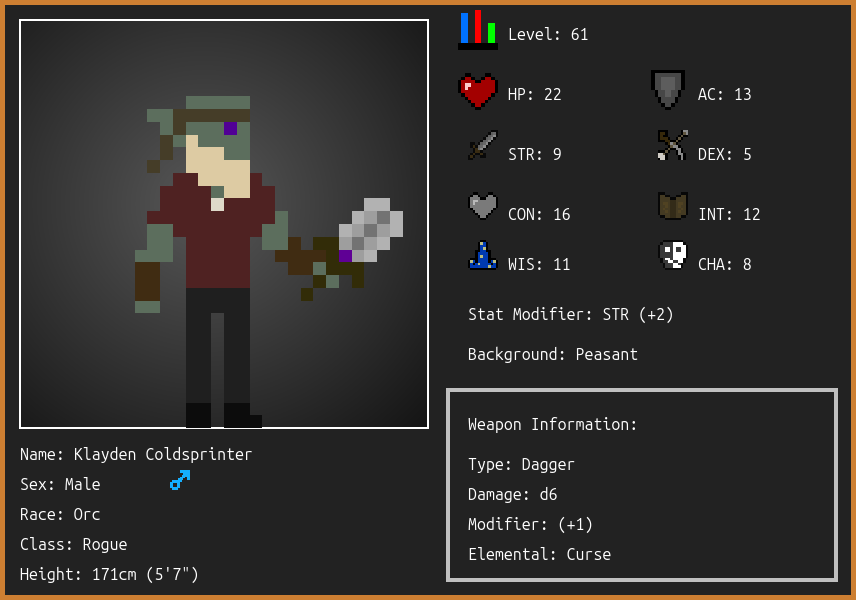 Level: 61
HP: 22
AC: 13
STR: 9
DEX: 5
CON: 16
INT: 12
WIS: 11
CHA: 8
Stat Modifier: STR (+2)
Background: Peasant
Weapon Information:
Type: Dagger
Damage: d6
Modifier: (+1)
Elemental: Curse
Name: Klayden Coldsprinter
Sex: Male
Race: Orc
Class: Rogue
Height: 171cm (5'7")